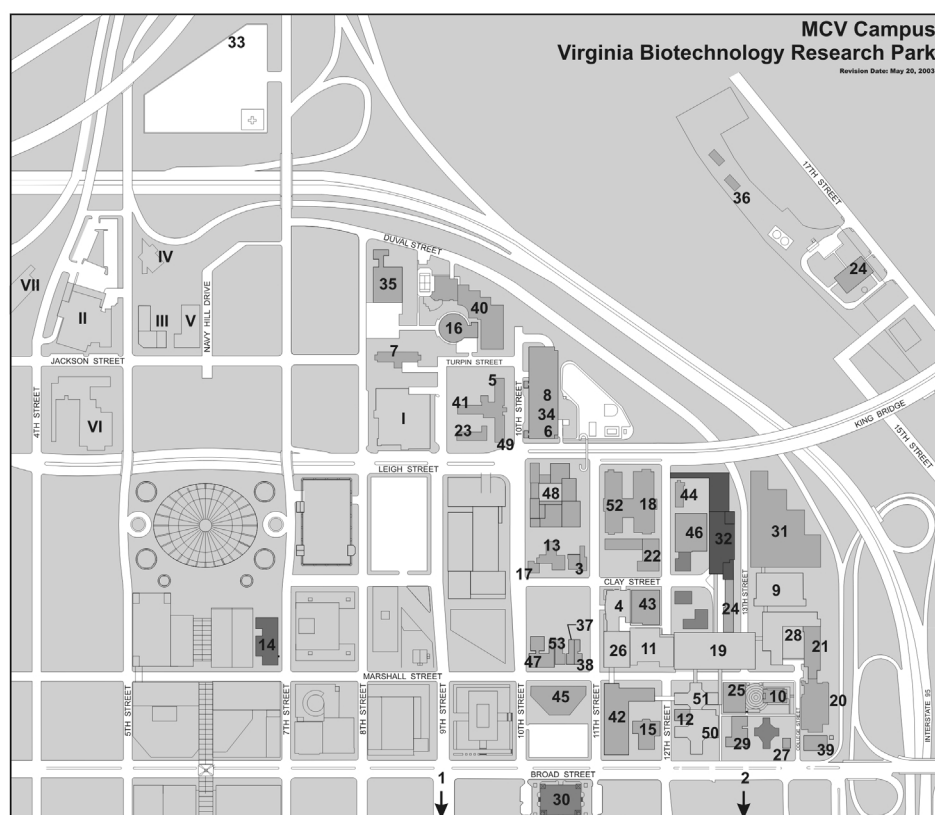 MCV Campus
Virginia Biotechnology Research Park
Revision Date: May 20, 2003
33
17TH STREET
36
24
DUVAL STREET
IV
VII
II
III
V
NAVY HILL DRIVE
35
40
16
7
JACKSON STREET
TURPIN STREET
4TH STREET
VI
I
5
41
23
49
10TH STREET
8
34
6
KING BRIDGE
15TH STREET
LEIGH STREET
48
52
18
44
46
32
31
13
17
3
22
CLAY STREET
24
13TH STREET
9
4
43
37
14
47
53
38
26
11
19
28
21
MARSHALL STREET
5TH STREET
7TH STREET
8TH STREET
9TH STREET
10TH STREET
45
11TH STREET
42
15
12TH STREET
51
12
50
25
10
29
27
COLLEGE STREET
20
39
INTERSTATE 95
BROAD STREET
1
2
30